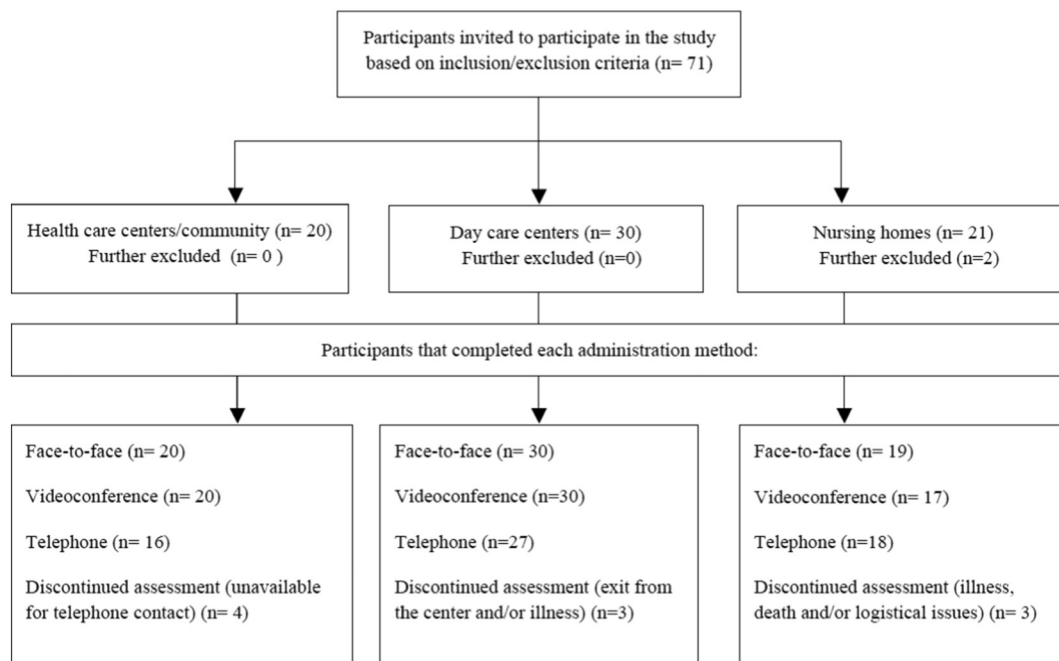 Participants invited to participate in the study
based on inclusion/exclusion criteria (n= 71)
Health care centers/community (n= 20)
Further excluded (n= 0 )
Day care centers (n= 30)
Further excluded (n=0)
Nursing homes (n= 21)
Further excluded (n=2)
Participants that completed each administration method:
Face-to-face (n= 20)
Videoconference (n= 20)
Telephone (n= 16)
Discontinued assessment (unavailable
for telephone contact) (n= 4)
Face-to-face (n= 30)
Videoconference (n=30)
Telephone (n=27)
Discontinued assessment (exit from
the center and/or illness) (n=3)
Face-to-face (n= 19)
Videoconference (n= 17)
Telephone (n=18)
Discontinued assessment (illness,
death and/or logistical issues) (n= 3)